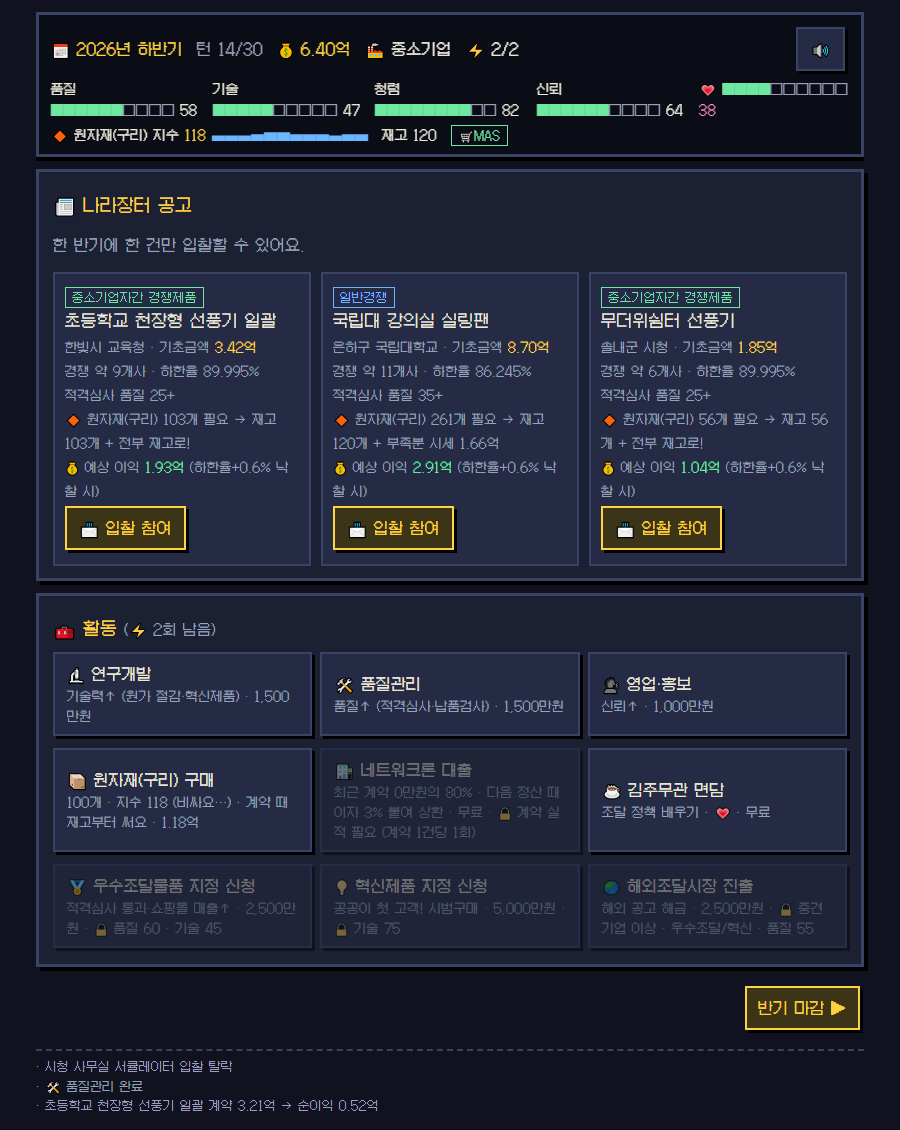 2026년 하반기 턴 14/30 6.40억 중소기업 2/2
품질 기술 청렴 신뢰
58 47 82 64 38
원자재(구리) 지수 118 재고 120 MAS
나라장터 공고
한 반기에 한 건만 입찰할 수 있어요.
중소기업자간 경쟁제품
초등학교 천장형 선풍기 일괄
한빛시 교육청 · 기초금액 3.42억
경쟁 약 9개사 · 하한율 89.995%
적격심사 품질 25+
원자재(구리) 103개 필요 → 재고
103개 + 전부 재고로!
예상 이익 1.93억 (하한율+0.6% 낙
찰 시)
입찰 참여
일반경쟁
국립대 강의실 실링팬
은하구 국립대학교 · 기초금액 8.70억
경쟁 약 11개사 · 하한율 86.245%
적격심사 품질 35+
원자재(구리) 261개 필요 → 재고
120개 + 부족분 시세 1.66억
예상 이익 2.91억 (하한율+0.6% 낙
찰 시)
입찰 참여
중소기업자간 경쟁제품
무더위쉼터 선풍기
솔내군 시청 · 기초금액 1.85억
경쟁 약 6개사 · 하한율 89.995%
적격심사 품질 25+
원자재(구리) 56개 필요 → 재고 56
개 + 전부 재고로!
예상 이익 1.04억 (하한율+0.6% 낙
찰 시)
입찰 참여
활동 (2회 남음)
연구개발
기술력↑ (원가 절감·혁신제품) · 1,500
만원
품질관리
품질↑ (적격심사·납품검사) · 1,500만원
영업·홍보
신뢰↑ · 1,000만원
원자재(구리) 구매
100개 · 지수 118 (비싸요…) · 계약 때
재고부터 써요 · 1.18억
네트워크론 대출
최근 계약 0만원의 80% · 다음 정산 때
이자 3% 붙여 상환 · 무료 · 계약 실
적 필요 (계약 1건당 1회)
김주무관 면담
조달 정책 배우기 · · 무료
우수조달물품 지정 신청
적격심사 통과·쇼핑몰 매출↑ · 2,500만
원 · 품질 60 · 기술 45
혁신제품 지정 신청
공공이 첫 고객! 시범구매 · 5,000만원 ·
기술 75
해외조달시장 진출
해외 공고 해금 · 2,500만원 · 중견
기업 이상 · 우수조달/혁신 · 품질 55
반기 마감 ▶
· 시청 사무실 서큘레이터 입찰 탈락
· 품질관리 완료
· 초등학교 천장형 선풍기 일괄 계약 3.21억 → 순이익 0.52억